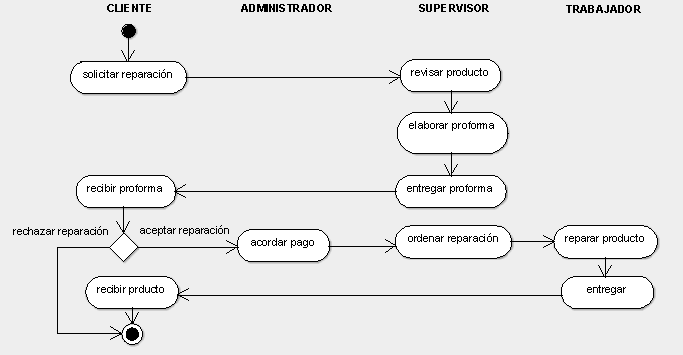 CLIENTE ADMINISTRADOR SUPERVISOR TRABAJADOR
solicitar reparación
revisar producto
elaborar proforma
recibir proforma
entregar proforma
rechazar reparación
aceptar reparación
acordar pago
ordenar reparación
reparar producto
recibir prducto
entregar